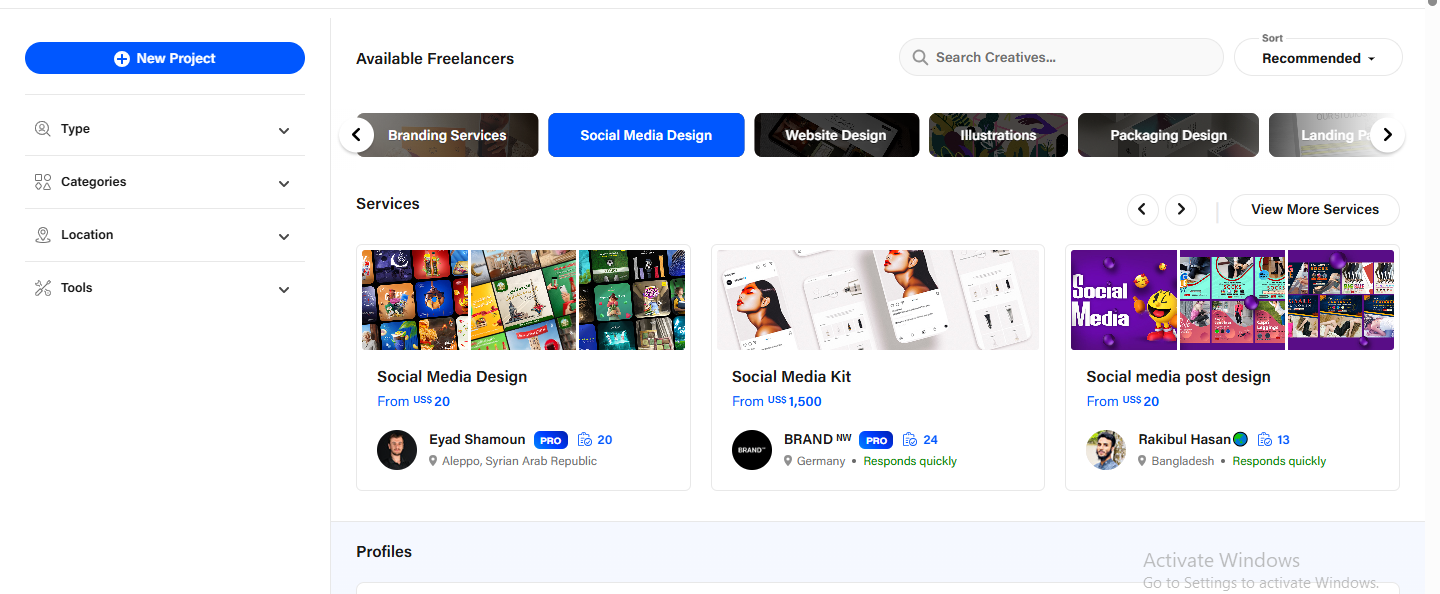 New Project
Type
Categories
Location
Tools
Available Freelancers
Search Creatives...
Sort
Recommended
Branding Services
Social Media Design
Website Design
Illustrations
Packaging Design
Landing Pa
Services
View More Services
Social Media
Social Media Design
From US$ 20
Eyad Shamoun PRO 20
Aleppo, Syrian Arab Republic
Social Media Kit
From US$ 1,500
BRAND NW PRO 24
Germany • Responds quickly
BRAND
Social media post design
From US$ 20
Rakibul Hasan 13
Bangladesh • Responds quickly
Profiles
Activate Windows
Go to Settings to activate Windows.